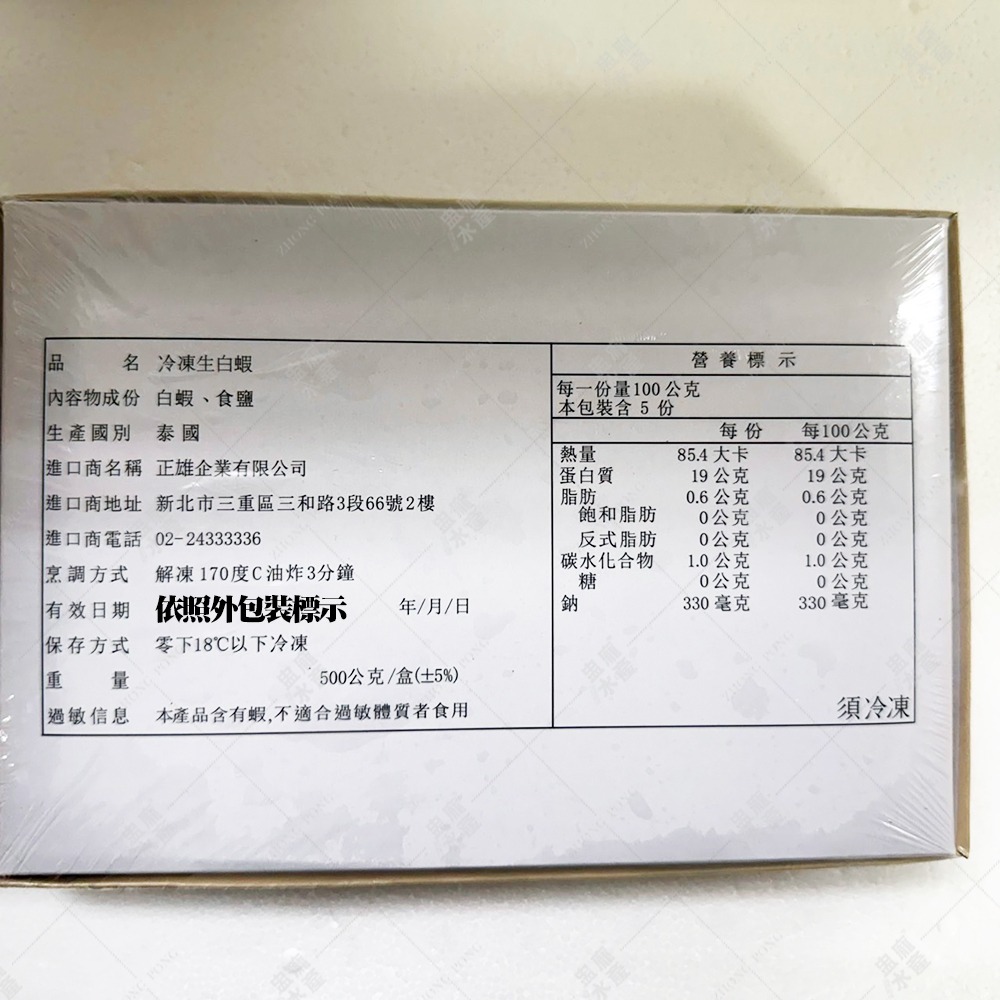 品名 冷凍生白蝦
內容物成份 白蝦、食鹽
生產國別 泰國
進口商名稱 正雄企業有限公司
進口商地址 新北市三重區三和路3段66號2樓
進口商電話 02-24333336
烹調方式 解凍170度C油炸3分鐘
有效日期 依照外包裝標示 年/月/日
保存方式 零下18℃以下冷凍
重量 500公克/盒(±5%)
過敏信息 本產品含有蝦,不適合過敏體質者食用
營養標示
每一份量100公克
本包裝含 5 份
每份 每100公克
熱量 85.4大卡 85.4大卡
蛋白質 19公克 19公克
脂肪 0.6公克 0.6公克
飽和脂肪 0公克 0公克
反式脂肪 0公克 0公克
碳水化合物 1.0公克 1.0公克
糖 0公克 0公克
鈉 330毫克 330毫克
須冷凍